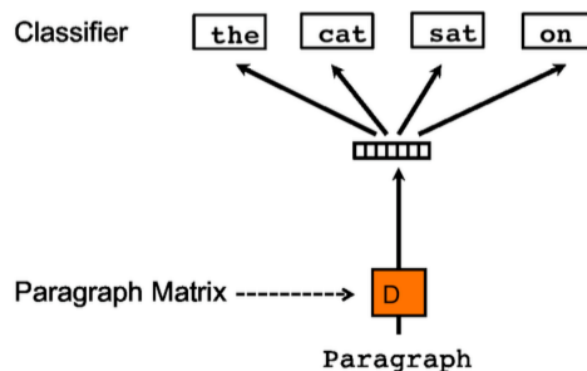 Classifier the cat sat on
Paragraph Matrix D
Paragraph